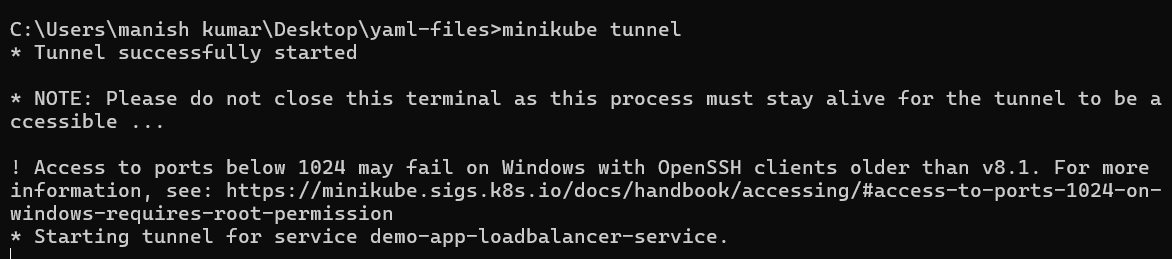 C:\Users\manish kumar\Desktop\yaml-files>minikube tunnel
* Tunnel successfully started
* NOTE: Please do not close this terminal as this process must stay alive for the tunnel to be a
ccessible ...
! Access to ports below 1024 may fail on Windows with OpenSSH clients older than v8.1. For more
information, see: https://minikube.sigs.k8s.io/docs/handbook/accessing/#access-to-ports-1024-on-
windows-requires-root-permission
* Starting tunnel for service demo-app-loadbalancer-service.